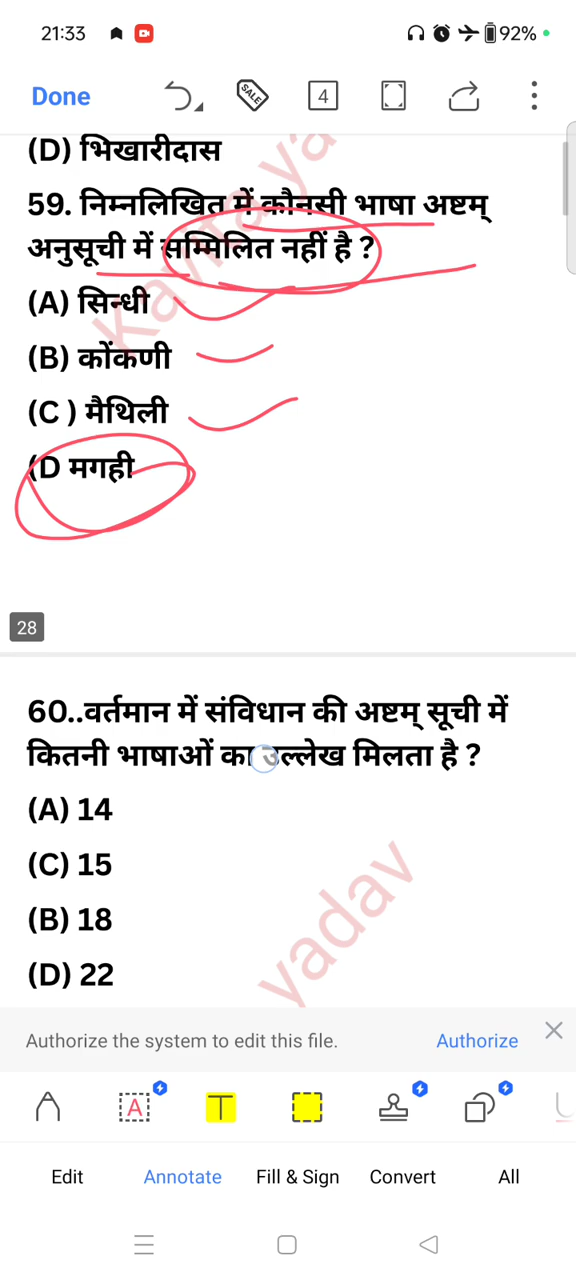 21:33
92%
Done
SALE
4
(D) भिखारीदास
59. निम्नलिखित में कौनसी भाषा अष्टम्
अनुसूची में सम्मिलित नहीं है ?
(A) सिन्धी
(B) कोंकणी
(C ) मैथिली
(D मगही
28
60..वर्तमान में संविधान की अष्टम् सूची में
कितनी भाषाओं का उल्लेख मिलता है ?
(A) 14
(C) 15
(B) 18
(D) 22
yadav
Authorize the system to edit this file.
Authorize
A
T
Edit
Annotate
Fill & Sign
Convert
All